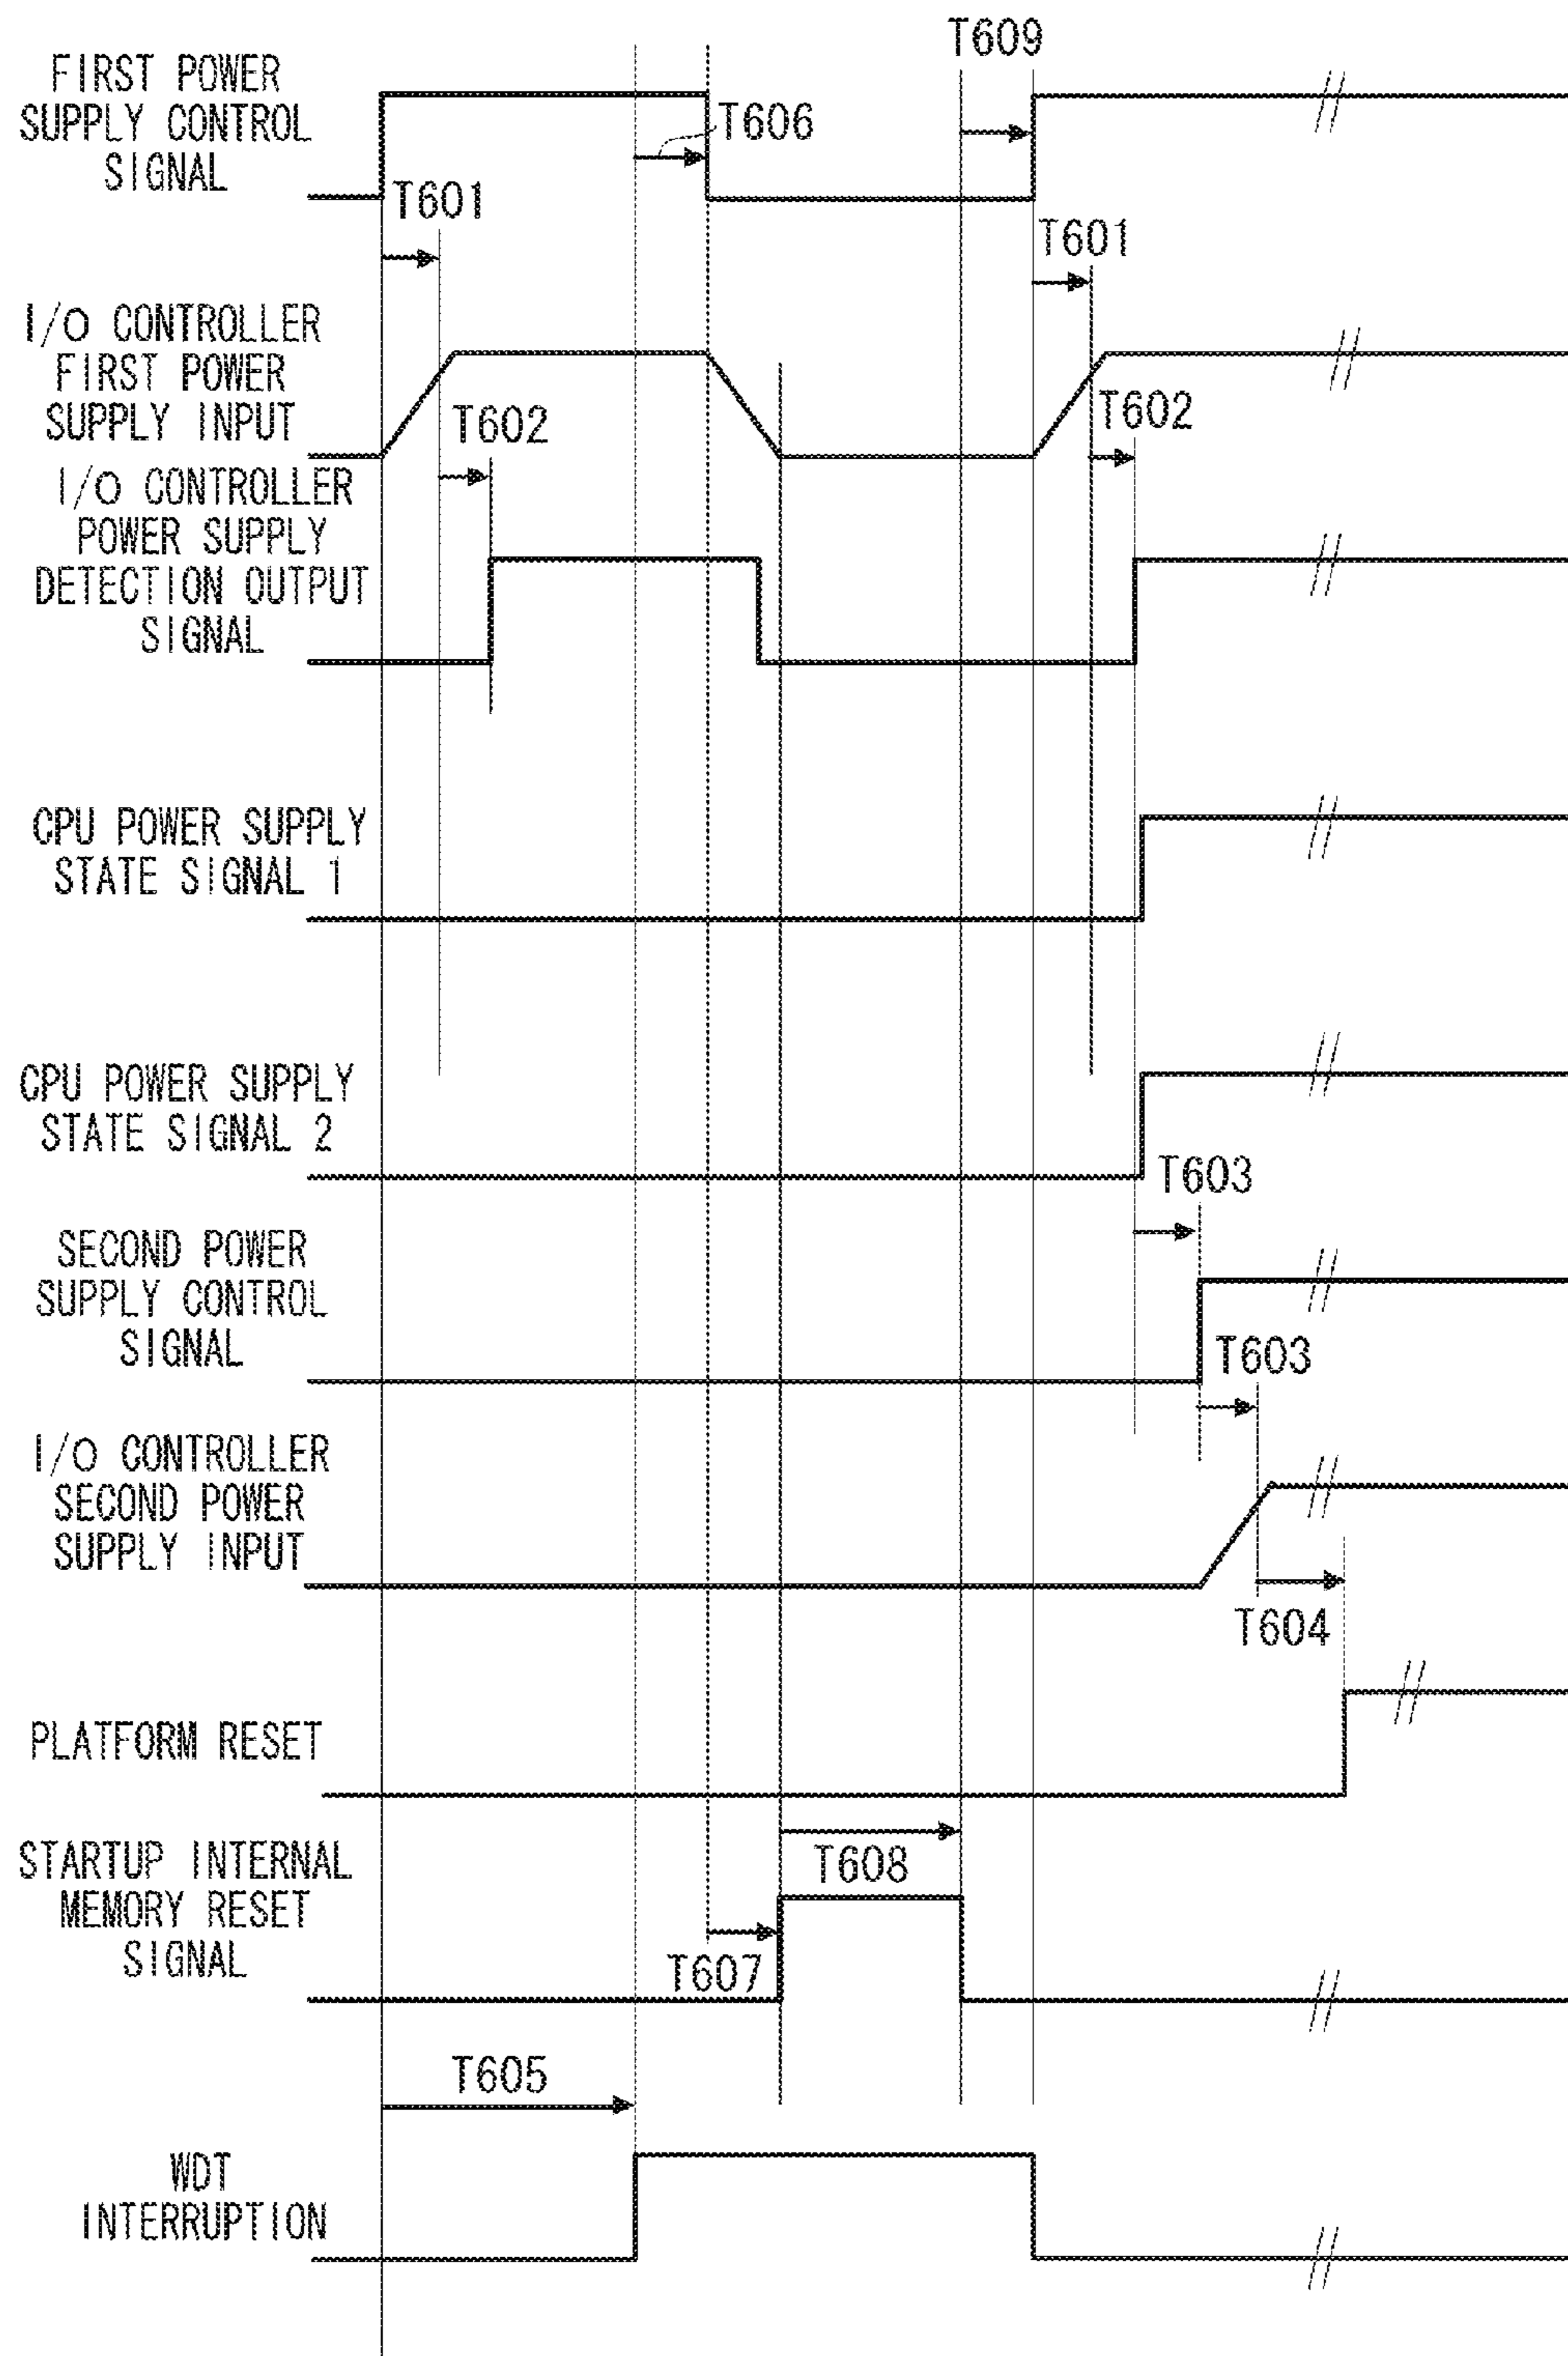 T609
FIRST POWER
SUPPLY CONTROL
SIGNAL
T606
T601
T601
I/O CONTROLLER
FIRST POWER
SUPPLY INPUT
T602
T602
I/O CONTROLLER
POWER SUPPLY
DETECTION OUTPUT
SIGNAL
CPU POWER SUPPLY
STATE SIGNAL 1
CPU POWER SUPPLY
STATE SIGNAL 2
T603
SECOND POWER
SUPPLY CONTROL
SIGNAL
T603
I/O CONTROLLER
SECOND POWER
SUPPLY INPUT
T604
PLATFORM RESET
STARTUP INTERNAL
MEMORY RESET
SIGNAL
T608
T607
T605
WDT
INTERRUPTION